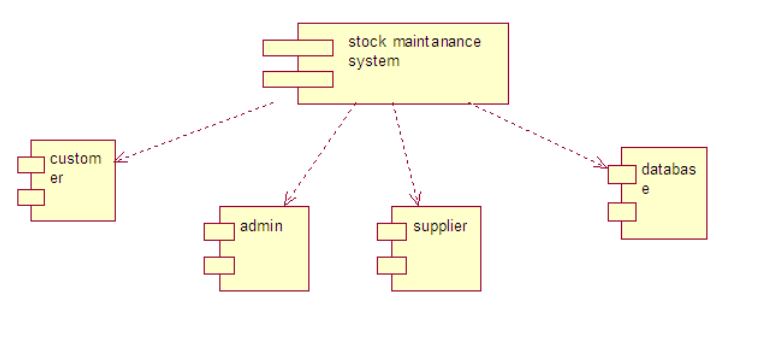 stock maintanance
system
custom
er
databas
e
admin
supplier